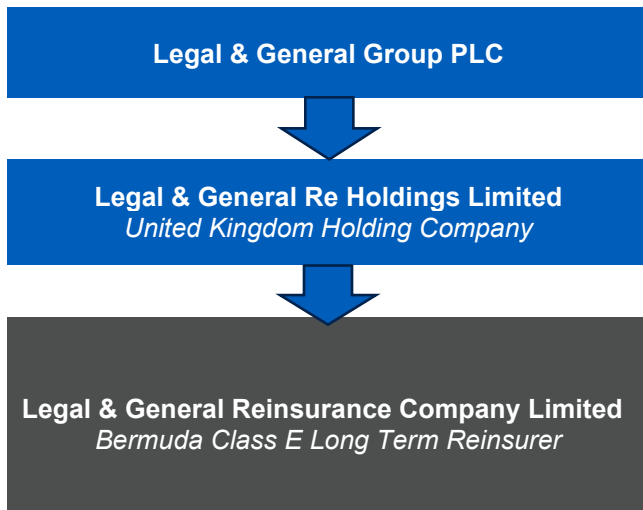 Legal & General Group PLC
Legal & General Re Holdings Limited
United Kingdom Holding Company
Legal & General Reinsurance Company Limited
Bermuda Class E Long Term Reinsurer